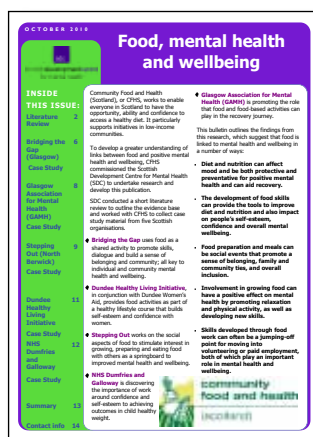 OCTOBER 2010
Food, mental health
and wellbeing
INSIDE
THIS ISSUE:
Literature 2
Review
Bridging the 6
Gap
(Glasgow)
Case Study
Glasgow 8
Association
for Mental
Health
(GAMH)
Case Study
Stepping 9
Out (North
Berwick)
Case Study
Dundee 11
Healthy
Living
Initiative
Case Study
NHS 12
Dumfries
and
Galloway
Case Study
Summary 13
Contact info 14
Community Food and Health
(Scotland), or CFHS, works to enable
everyone in Scotland to have the
opportunity, ability and confidence to
access a healthy diet. It particularly
supports initiatives in low-income
communities.
To develop a greater understanding of
links between food and positive mental
health and wellbeing, CFHS
commissioned the Scottish
Development Centre for Mental Health
(SDC) to undertake research and
develop this publication.
SDC conducted a short literature
review to outline the evidence base
and worked with CFHS to collect case
study material from five Scottish
organisations.
♦ Bridging the Gap uses food as a
shared activity to promote skills,
dialogue and build a sense of
belonging and community; all key to
individual and community mental
health and wellbeing.
♦ Dundee Healthy Living Initiative,
in conjunction with Dundee Women's
Aid, provides food activities as part of
a healthy lifestyle course that builds
self-esteem and confidence with
women.
♦ Stepping Out works on the social
aspects of food to stimulate interest in
growing, preparing and eating food
with others as a springboard to
improved mental health and wellbeing.
♦ NHS Dumfries and
Galloway is discovering
the importance of work
around confidence and
self-esteem to achieving
outcomes in child healthy
weight.
♦ Glasgow Association for Mental
Health (GAMH) is promoting the role
that food and food-based activities can
play in the recovery journey.
This bulletin outlines the findings from
this research, which suggest that food is
linked to mental health and wellbeing in
a number of ways:
• Diet and nutrition can affect
mood and be both protective and
preventative for positive mental
health and can aid recovery.
• The development of food skills
can provide the tools to improve
diet and nutrition and also impact
on people's self-esteem,
confidence and overall mental
wellbeing.
• Food preparation and meals can
be social events that promote a
sense of belonging, family and
community ties, and overall
inclusion.
• Involvement in growing food can
have a positive effect on mental
health by promoting relaxation
and physical activity, as well as
developing new skills.
• Skills developed through food
work can often be a jumping-off
point for moving into
volunteering or paid employment,
both of which play an important
role in mental health and
wellbeing.
community
food and health
(scotland)